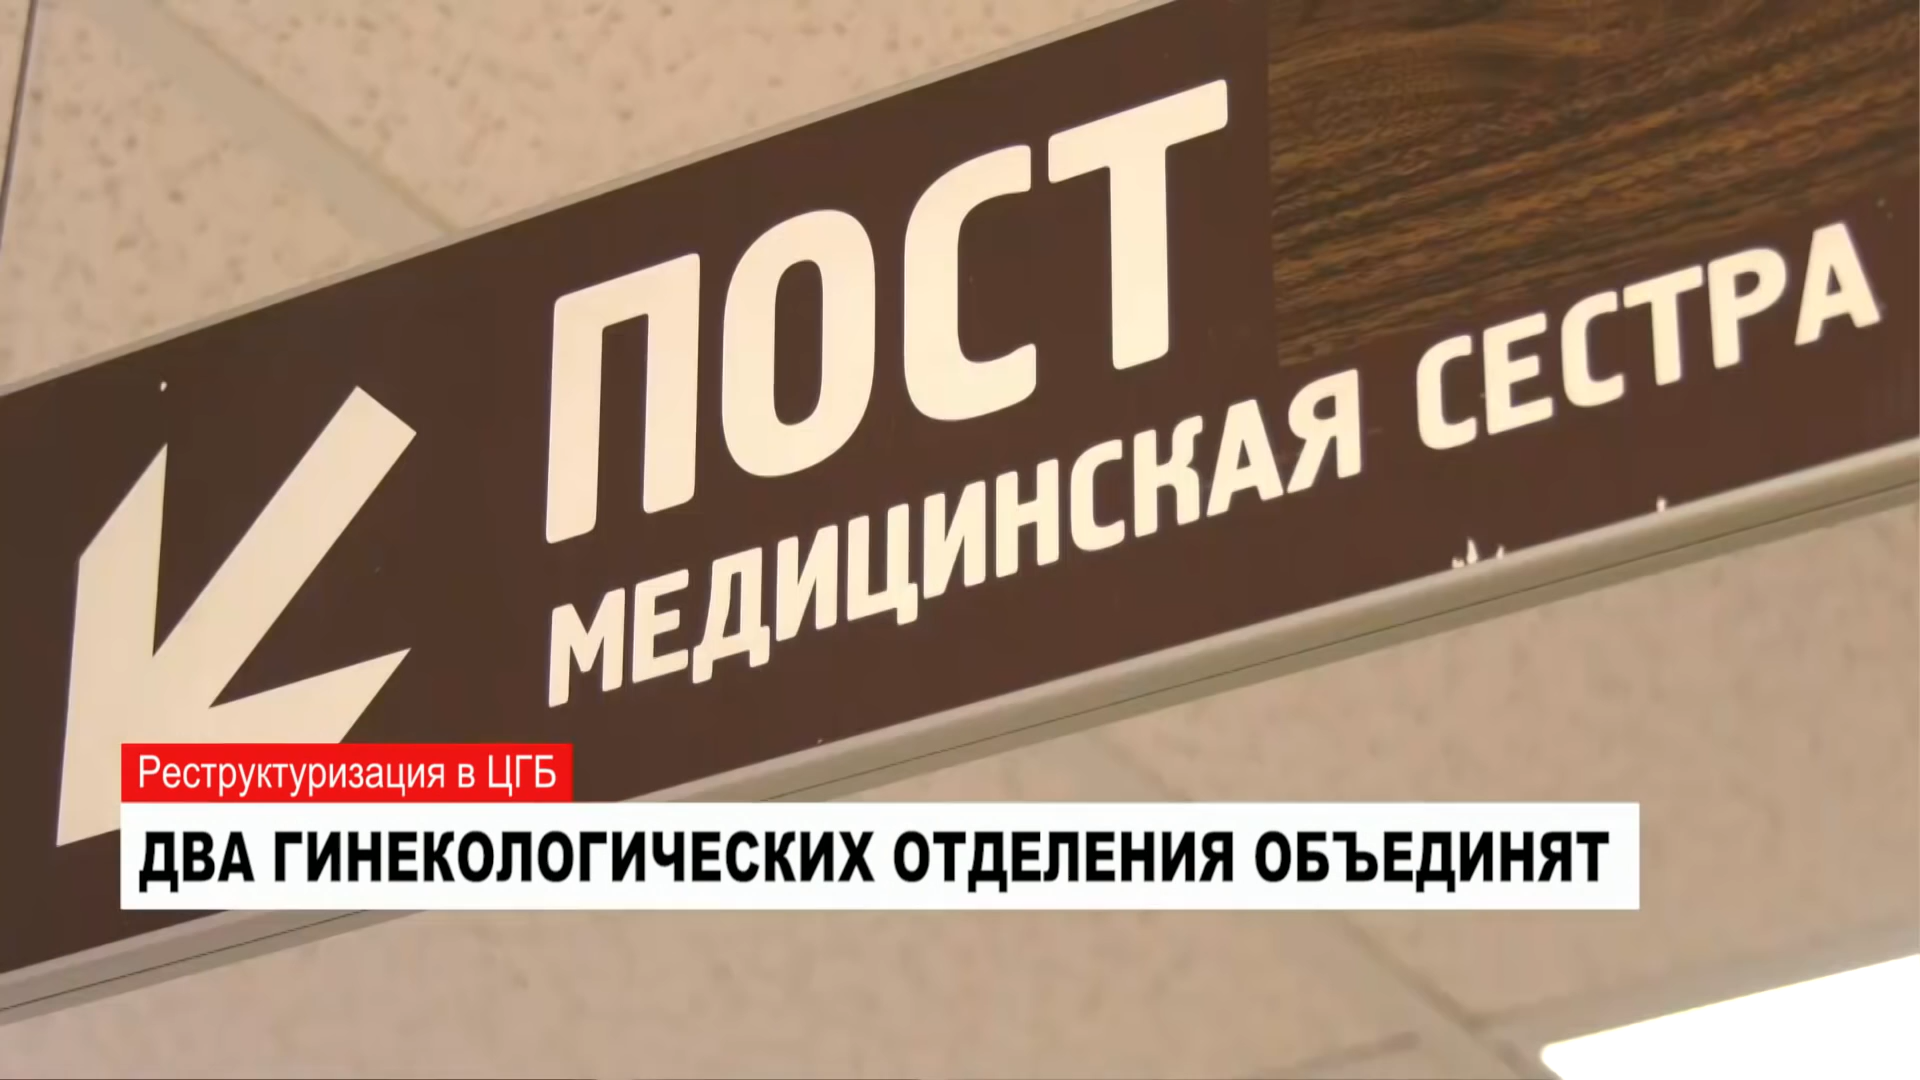 ПОСТ
МЕДИЦИНСКАЯ СЕСТРА
Реструктуризация в ЦГБ
ДВА ГИНЕКОЛОГИЧЕСКИХ ОТДЕЛЕНИЯ ОБЪЕДИНЯТ